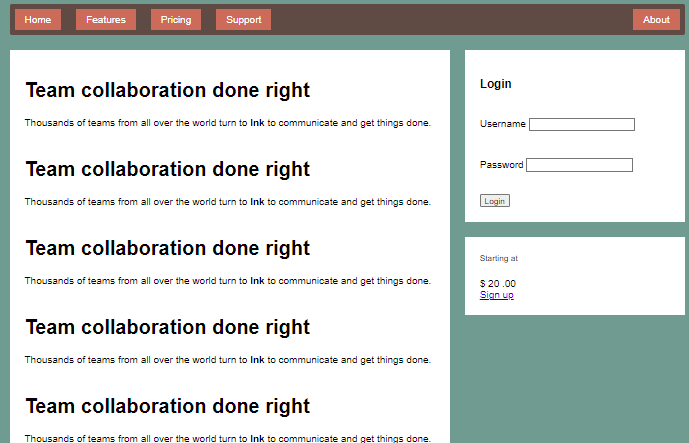 Home Features Pricing Support About
Team collaboration done right
Thousands of teams from all over the world turn to Ink to communicate and get things done.
Team collaboration done right
Thousands of teams from all over the world turn to Ink to communicate and get things done.
Team collaboration done right
Thousands of teams from all over the world turn to Ink to communicate and get things done.
Team collaboration done right
Thousands of teams from all over the world turn to Ink to communicate and get things done.
Team collaboration done right
Thousands of teams from all over the world turn to Ink to communicate and get things done.
Login
Username
Password
Login
Starting at
$ 20 .00
Sign up